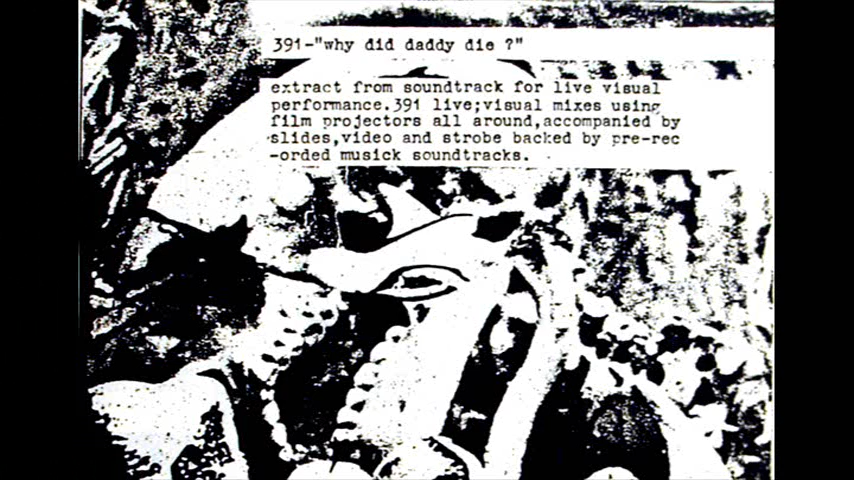 391-"why did daddy die ?"
extract from soundtrack for live visual
performance.391 live;visual mixes using
film projectors all around,accompanied by
slides,video and strobe backed by pre-rec
-orded musick soundtracks.